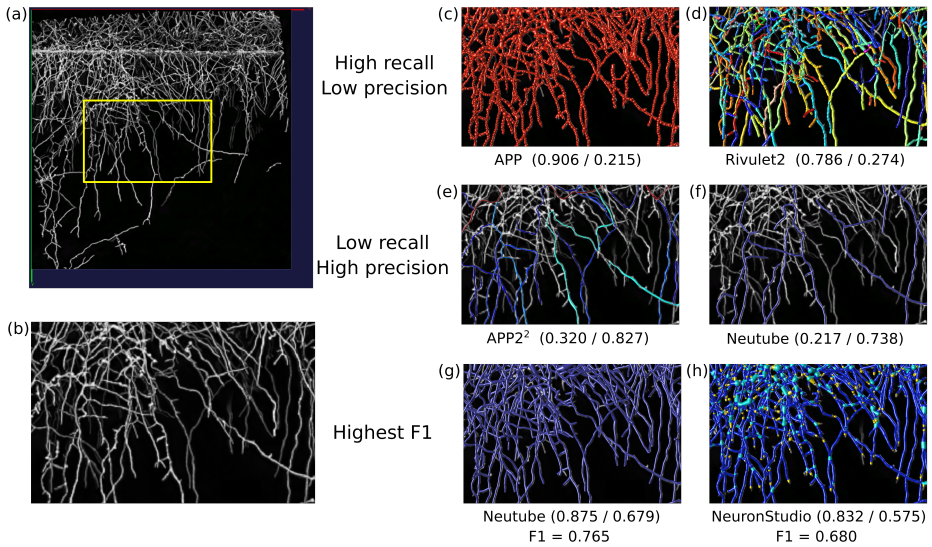 (a)
(b)
High recall
Low precision
(c)
APP (0.906 / 0.215)
(d)
Rivulet2 (0.786 / 0.274)
Low recall
High precision
(e)
APP2² (0.320 / 0.827)
(f)
Neutube (0.217 / 0.738)
Highest F1
(g)
Neutube (0.875 / 0.679)
F1 = 0.765
(h)
NeuronStudio (0.832 / 0.575)
F1 = 0.680